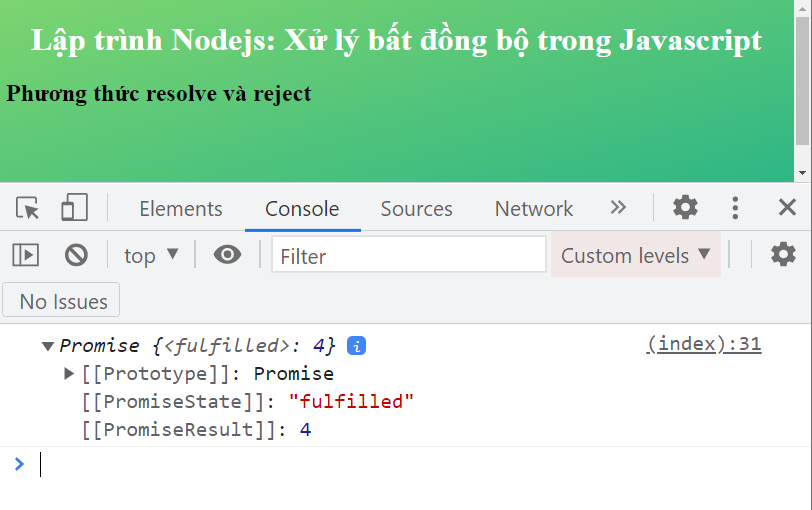 Lập trình Nodejs: Xử lý bất đồng bộ trong Javascript
Phương thức resolve và reject
Elements Console Sources Network
top Filter Custom levels
No Issues
Promise {<fulfilled>: 4} i (index):31
[[Prototype]]: Promise
[[PromiseState]]: "fulfilled"
[[PromiseResult]]: 4